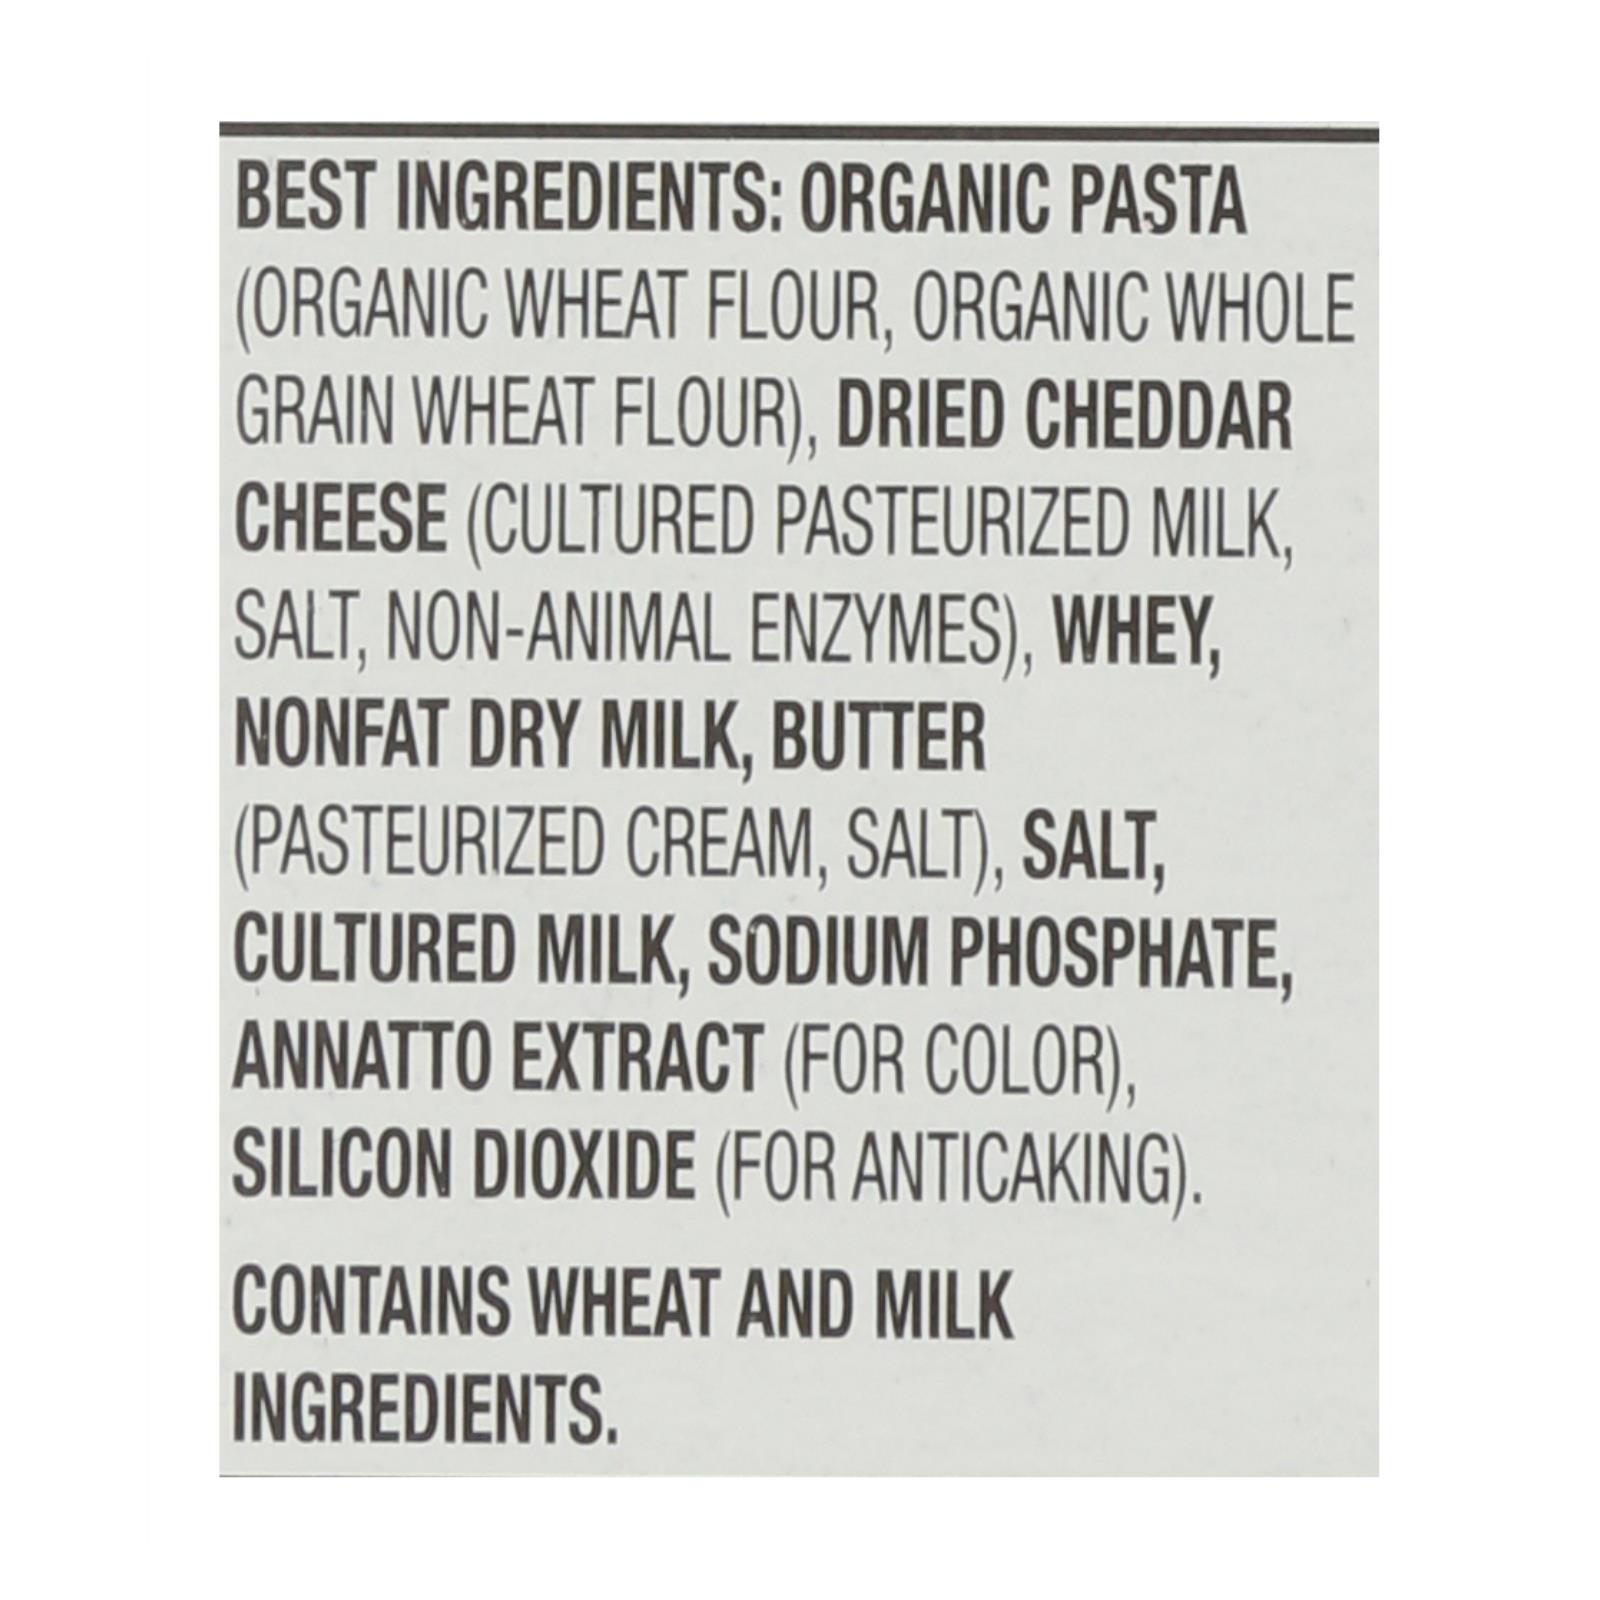 BEST INGREDIENTS: ORGANIC PASTA
(ORGANIC WHEAT FLOUR, ORGANIC WHOLE
GRAIN WHEAT FLOUR), DRIED CHEDDAR
CHEESE (CULTURED PASTEURIZED MILK,
SALT, NON-ANIMAL ENZYMES), WHEY,
NONFAT DRY MILK, BUTTER
(PASTEURIZED CREAM, SALT), SALT,
CULTURED MILK, SODIUM PHOSPHATE,
ANNATTO EXTRACT (FOR COLOR),
SILICON DIOXIDE (FOR ANTICAKING).
CONTAINS WHEAT AND MILK
INGREDIENTS.